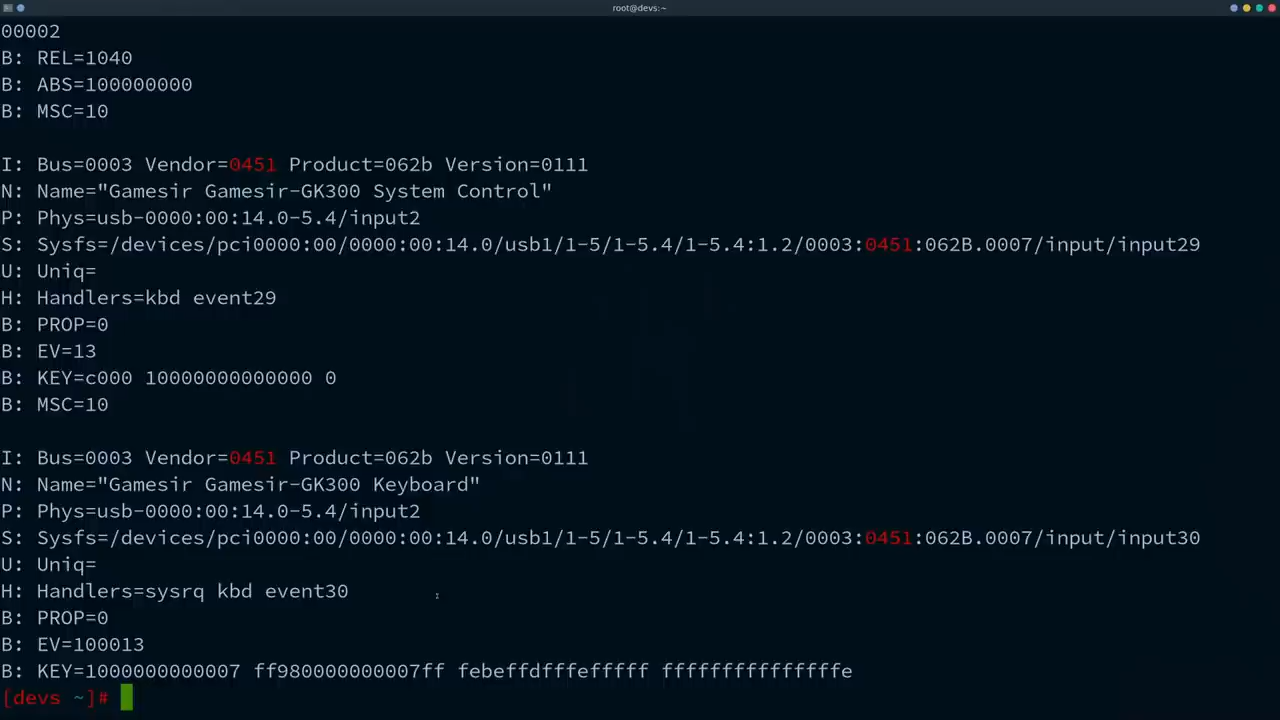 root@devs:~
00002
B: REL=1040
B: ABS=100000000
B: MSC=10
I: Bus=0003 Vendor=0451 Product=062b Version=0111
N: Name="Gamesir Gamesir-GK300 System Control"
P: Phys=usb-0000:00:14.0-5.4/input2
S: Sysfs=/devices/pci0000:00/0000:00:14.0/usb1/1-5/1-5.4/1-5.4:1.2/0003:0451:062B.0007/input/input29
U: Uniq=
H: Handlers=kbd event29
B: PROP=0
B: EV=13
B: KEY=c000 10000000000000 0
B: MSC=10
I: Bus=0003 Vendor=0451 Product=062b Version=0111
N: Name="Gamesir Gamesir-GK300 Keyboard"
P: Phys=usb-0000:00:14.0-5.4/input2
S: Sysfs=/devices/pci0000:00/0000:00:14.0/usb1/1-5/1-5.4/1-5.4:1.2/0003:0451:062B.0007/input/input30
U: Uniq=
H: Handlers=sysrq kbd event30
B: PROP=0
B: EV=100013
B: KEY=1000000000007 ff980000000007ff febeffdfffefffff fffffffffffffffe
[devs ~]#